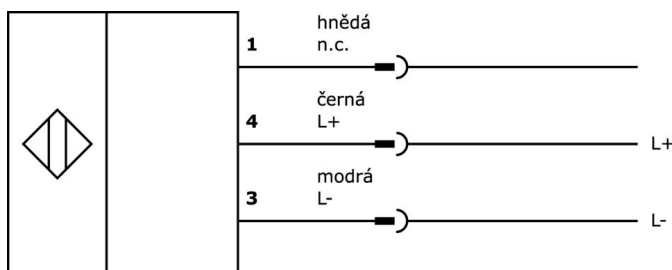 hnědá
1 n.c.
černá
4 L+
L+
modrá
3 L-
L-